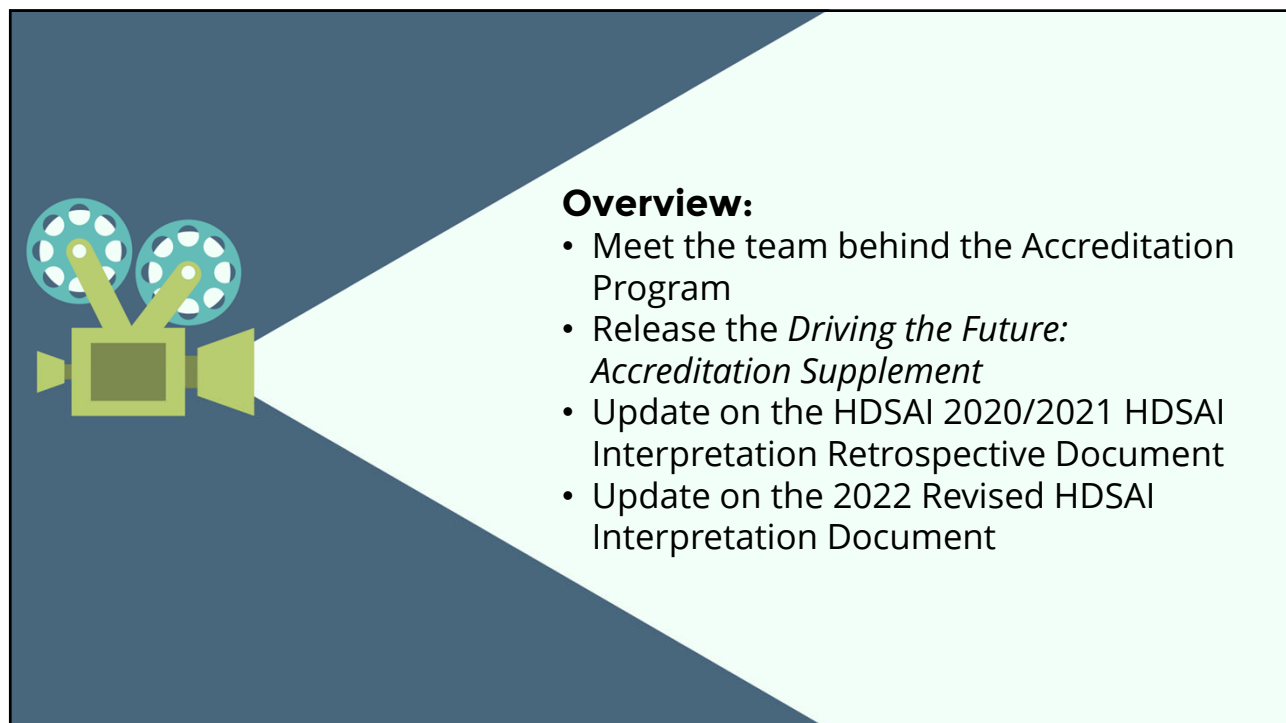 Overview:
• Meet the team behind the Accreditation
Program
• Release the Driving the Future:
Accreditation Supplement
• Update on the HDSAI 2020/2021 HDSAI
Interpretation Retrospective Document
• Update on the 2022 Revised HDSAI
Interpretation Document